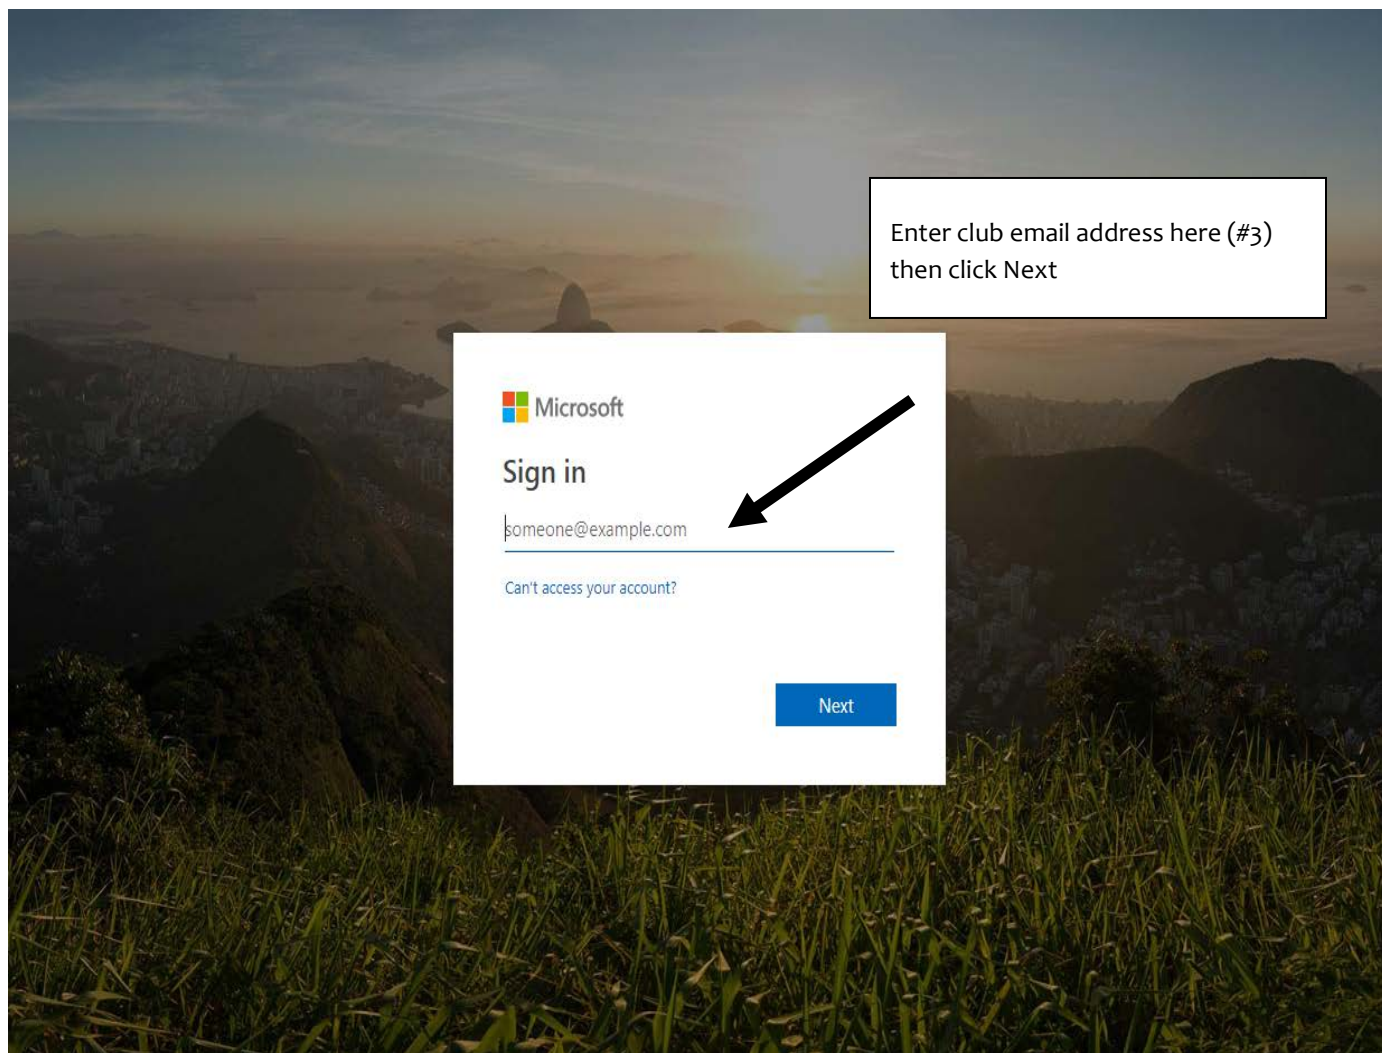 Enter club email address here (#3)
then click Next
Microsoft
Sign in
someone@example.com
Can't access your account?
Next